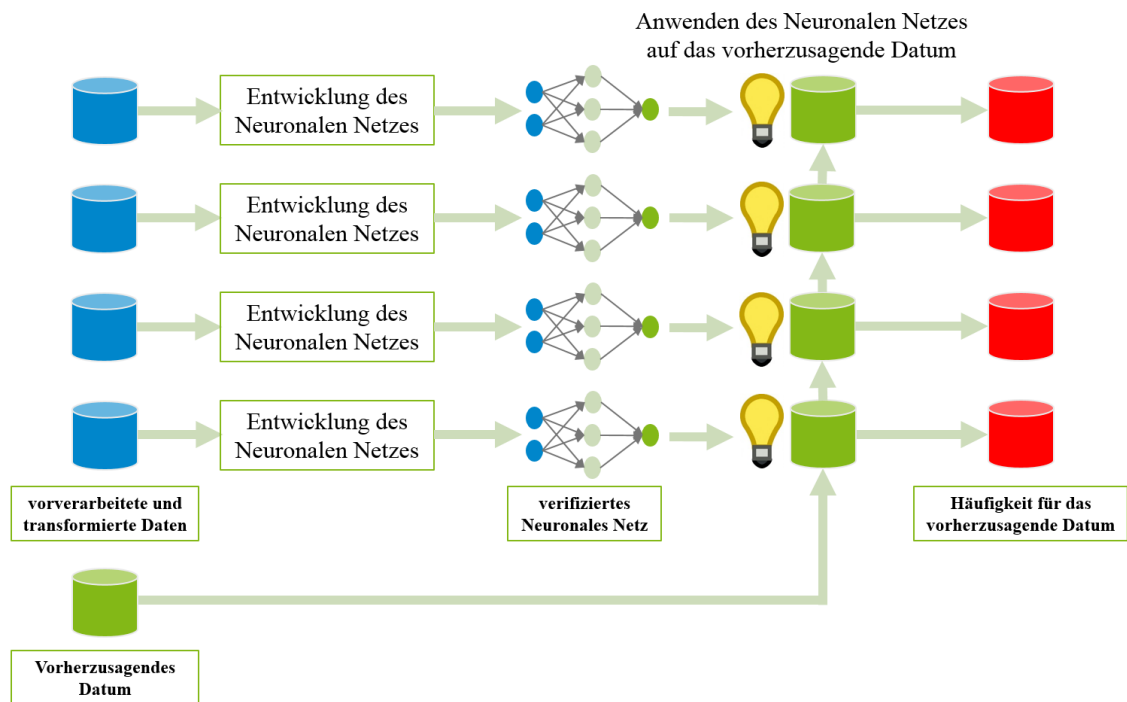 Anwenden des Neuronalen Netzes
auf das vorherzusagende Datum
Entwicklung des
Neuronalen Netzes
Entwicklung des
Neuronalen Netzes
Entwicklung des
Neuronalen Netzes
Entwicklung des
Neuronalen Netzes
vorverarbeitete und
transformierte Daten
verifiziertes
Neuronales Netz
Häufigkeit für das
vorherzusagende Datum
Vorherzusagendes
Datum